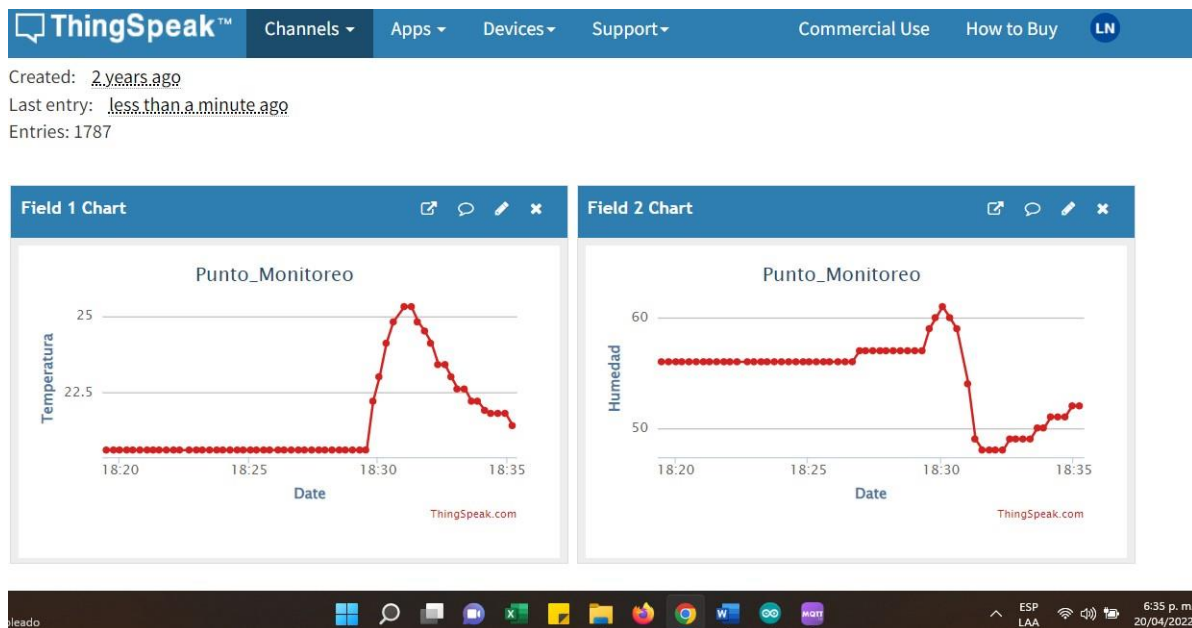 ThingSpeak™ Channels Apps Devices Support Commercial Use How to Buy LN
Created: 2 years ago
Last entry: less than a minute ago
Entries: 1787
Field 1 Chart
Punto_Monitoreo
Temperatura
25
22.5
18:20 18:25 18:30 18:35
Date
ThingSpeak.com
Field 2 Chart
Punto_Monitoreo
Humedad
60
50
18:20 18:25 18:30 18:35
Date
ThingSpeak.com
oleado
X
W
MQTT
ESP
LAA
6:35 p. m.
20/04/2022